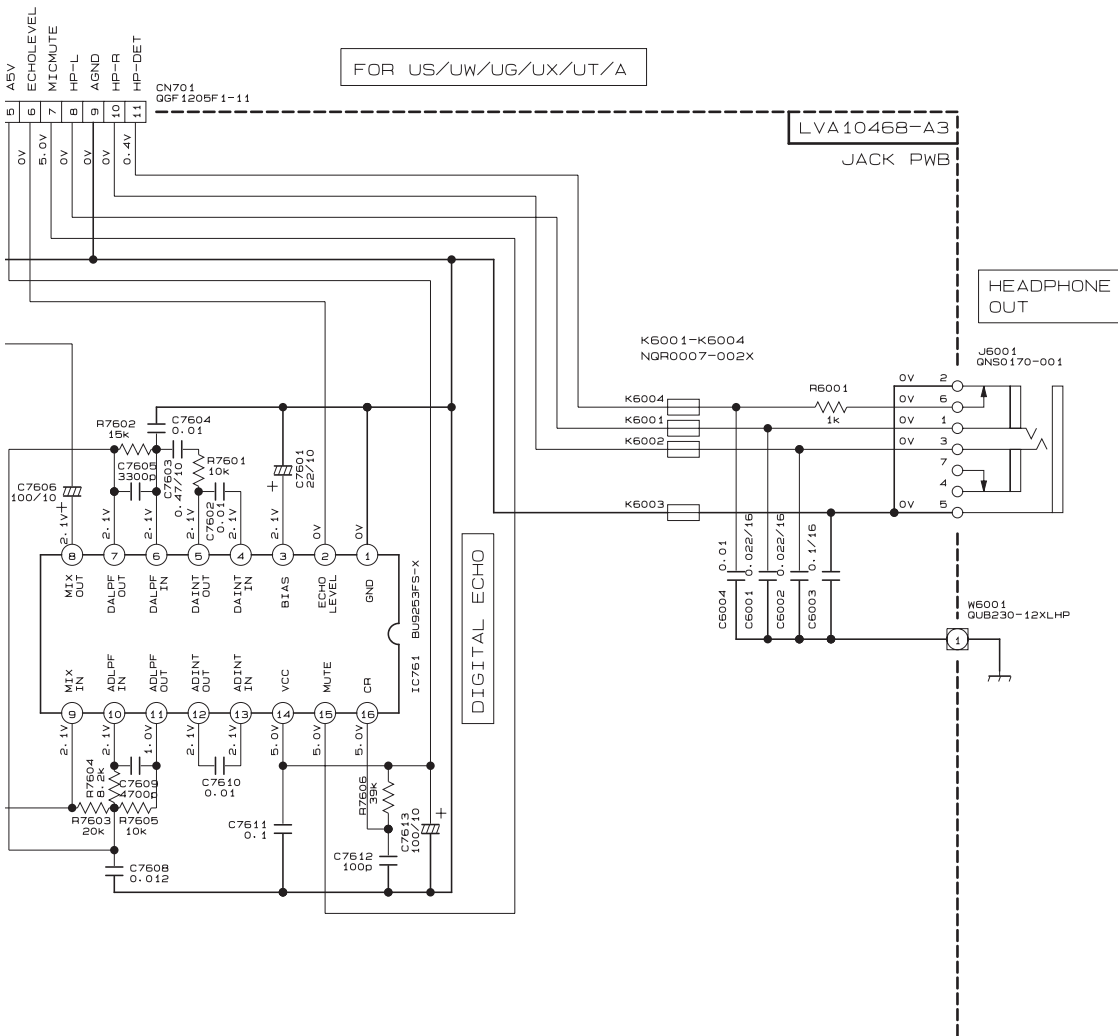 A5V
ECHOLEVEL
MICMUTE
HP-L
AGND
HP-R
HP-DET
5 6 7 8 9 10 11
CN701
QGF1205F1-11
0V
5.0V
0V
0V
0.4V
FOR US/UW/UG/UX/UT/A
LVA10468-A3
JACK PWB
HEADPHONE
OUT
K6001-K6004
NQR0007-002X
J6001
QNS0170-001
K6004
K6001
K6002
K6003
R6001
1k
0V 2
0V 6
0V 1
0V 3
7
4
0V 5
C6004 0.01
C6001 0.022/16
C6002 0.022/16
C6003 0.1/16
W6001
QUB230-12XLHP
1
R7602
15k
C7604
0.01
C7605
3300p
C7603
0.47/10
R7601
10k
C7602
0.01
C7601
22/10
+
C7606
100/10
+
2.1V
2.1V
2.1V
2.1V
2.1V
2.1V
0V
0V
8 7 6 5 4 3 2 1
MIX
OUT
DALPF
OUT
DALPF
IN
DAINT
OUT
DAINT
IN
BIAS
ECHO
LEVEL
GND
IC761 BU9253FS-X
DIGITAL ECHO
MIX
IN
ADLPF
IN
ADLPF
OUT
ADINT
OUT
ADINT
IN
VCC
MUTE
CR
9 10 11 12 13 14 15 16
2.1V
2.1V
1.0V
2.1V
2.1V
5.0V
5.0V
5.0V
R7604
8.2k
C7609
4700p
C7610
0.01
R7603
20k
R7605
10k
C7608
0.012
C7611
0.1
R7606
39k
C7612
100p
C7613
100/10
+